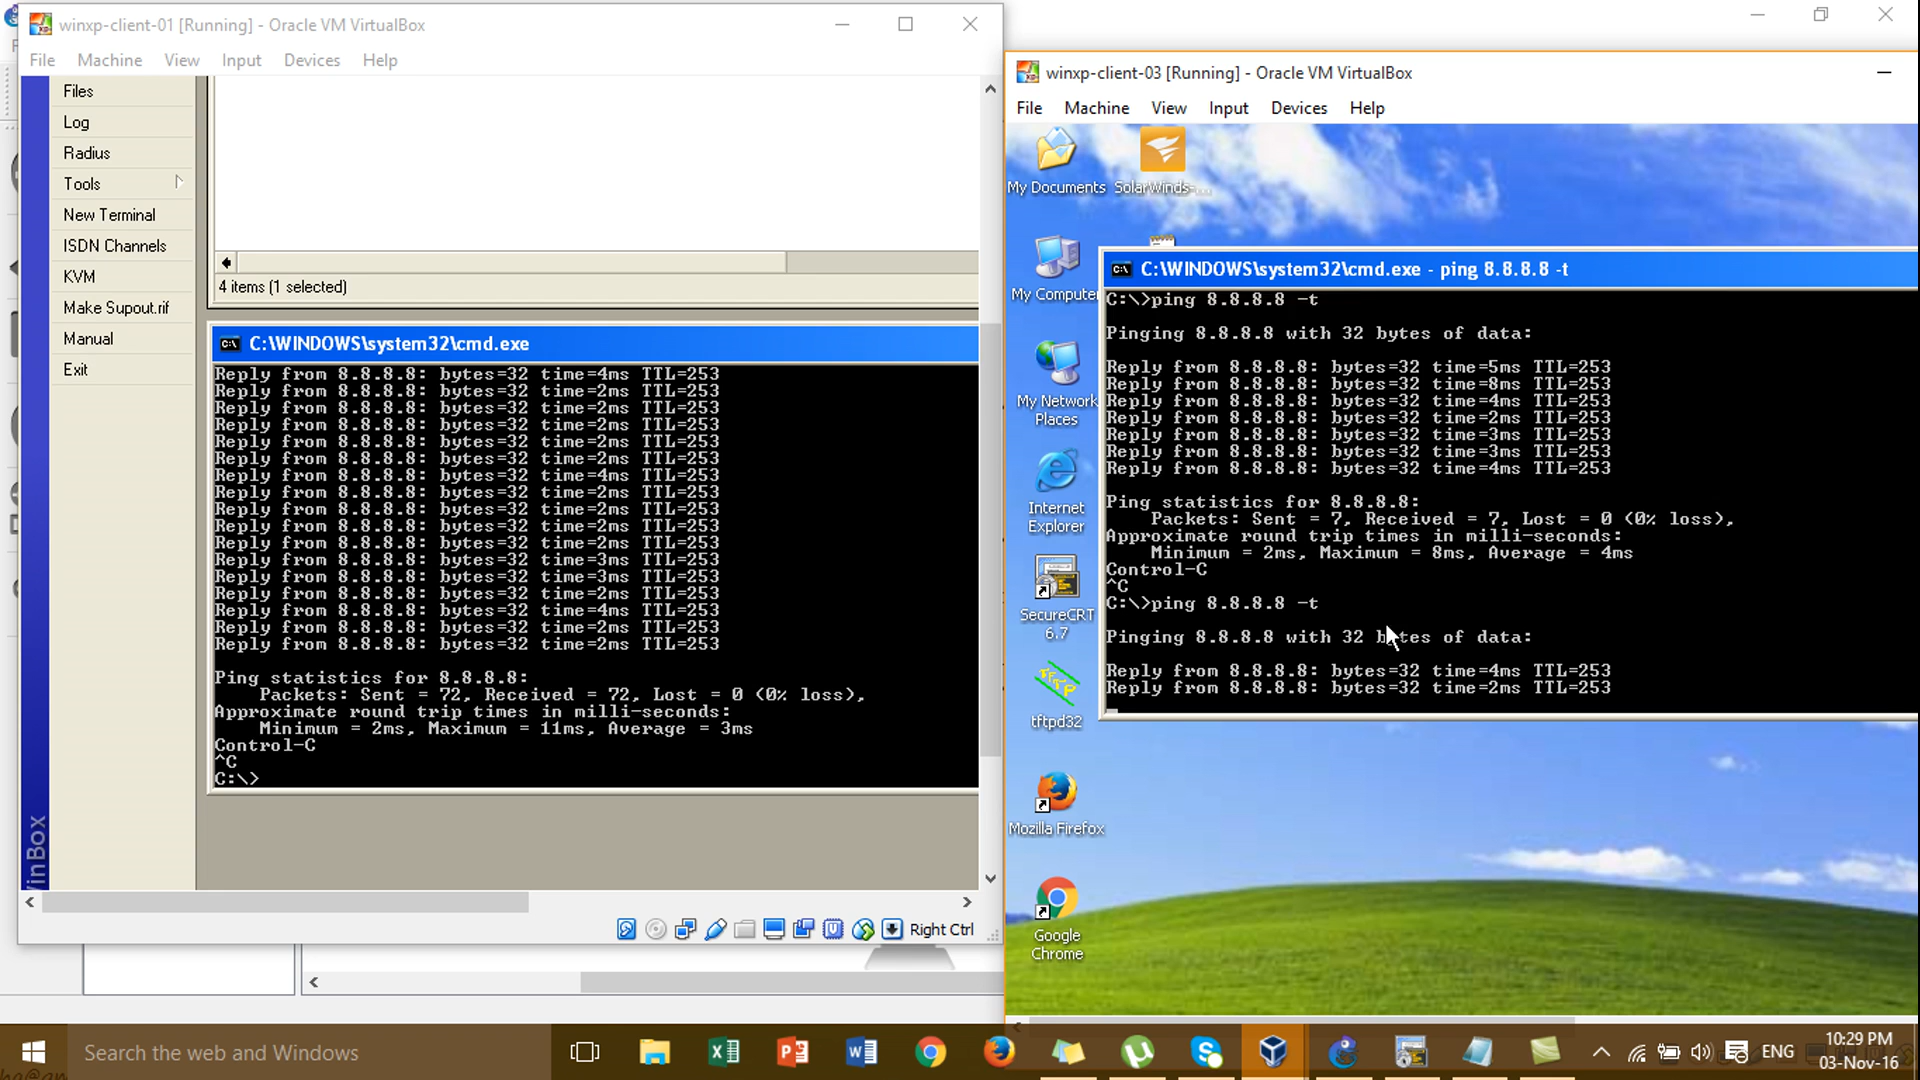 winxp-client-01 [Running] - Oracle VM VirtualBox
File Machine View Input Devices Help
Files
Log
Radius
Tools
New Terminal
ISDN Channels
KVM
Make Supout.rif
Manual
Exit
WinBox
4 items (1 selected)
C:\WINDOWS\system32\cmd.exe
Reply from 8.8.8.8: bytes=32 time=4ms TTL=253
Reply from 8.8.8.8: bytes=32 time=2ms TTL=253
Reply from 8.8.8.8: bytes=32 time=2ms TTL=253
Reply from 8.8.8.8: bytes=32 time=2ms TTL=253
Reply from 8.8.8.8: bytes=32 time=2ms TTL=253
Reply from 8.8.8.8: bytes=32 time=2ms TTL=253
Reply from 8.8.8.8: bytes=32 time=4ms TTL=253
Reply from 8.8.8.8: bytes=32 time=2ms TTL=253
Reply from 8.8.8.8: bytes=32 time=2ms TTL=253
Reply from 8.8.8.8: bytes=32 time=2ms TTL=253
Reply from 8.8.8.8: bytes=32 time=2ms TTL=253
Reply from 8.8.8.8: bytes=32 time=3ms TTL=253
Reply from 8.8.8.8: bytes=32 time=3ms TTL=253
Reply from 8.8.8.8: bytes=32 time=2ms TTL=253
Reply from 8.8.8.8: bytes=32 time=4ms TTL=253
Reply from 8.8.8.8: bytes=32 time=2ms TTL=253
Reply from 8.8.8.8: bytes=32 time=2ms TTL=253
Ping statistics for 8.8.8.8:
Packets: Sent = 72, Received = 72, Lost = 0 (0% loss),
Approximate round trip times in milli-seconds:
Minimum = 2ms, Maximum = 11ms, Average = 3ms
Control-C
^C
C:\>
Right Ctrl
winxp-client-03 [Running] - Oracle VM VirtualBox
File Machine View Input Devices Help
My Documents
SolarWinds-...
My Computer
My Network
Places
Internet
Explorer
SecureCRT
6.7
TFTP
tftpd32
Mozilla Firefox
Google
Chrome
C:\WINDOWS\system32\cmd.exe - ping 8.8.8.8 -t
C:\>ping 8.8.8.8 -t
Pinging 8.8.8.8 with 32 bytes of data:
Reply from 8.8.8.8: bytes=32 time=5ms TTL=253
Reply from 8.8.8.8: bytes=32 time=8ms TTL=253
Reply from 8.8.8.8: bytes=32 time=4ms TTL=253
Reply from 8.8.8.8: bytes=32 time=2ms TTL=253
Reply from 8.8.8.8: bytes=32 time=3ms TTL=253
Reply from 8.8.8.8: bytes=32 time=3ms TTL=253
Reply from 8.8.8.8: bytes=32 time=4ms TTL=253
Ping statistics for 8.8.8.8:
Packets: Sent = 7, Received = 7, Lost = 0 (0% loss),
Approximate round trip times in milli-seconds:
Minimum = 2ms, Maximum = 8ms, Average = 4ms
Control-C
^C
C:\>ping 8.8.8.8 -t
Pinging 8.8.8.8 with 32 bytes of data:
Reply from 8.8.8.8: bytes=32 time=4ms TTL=253
Reply from 8.8.8.8: bytes=32 time=2ms TTL=253
Search the web and Windows
ENG
10:29 PM
03-Nov-16